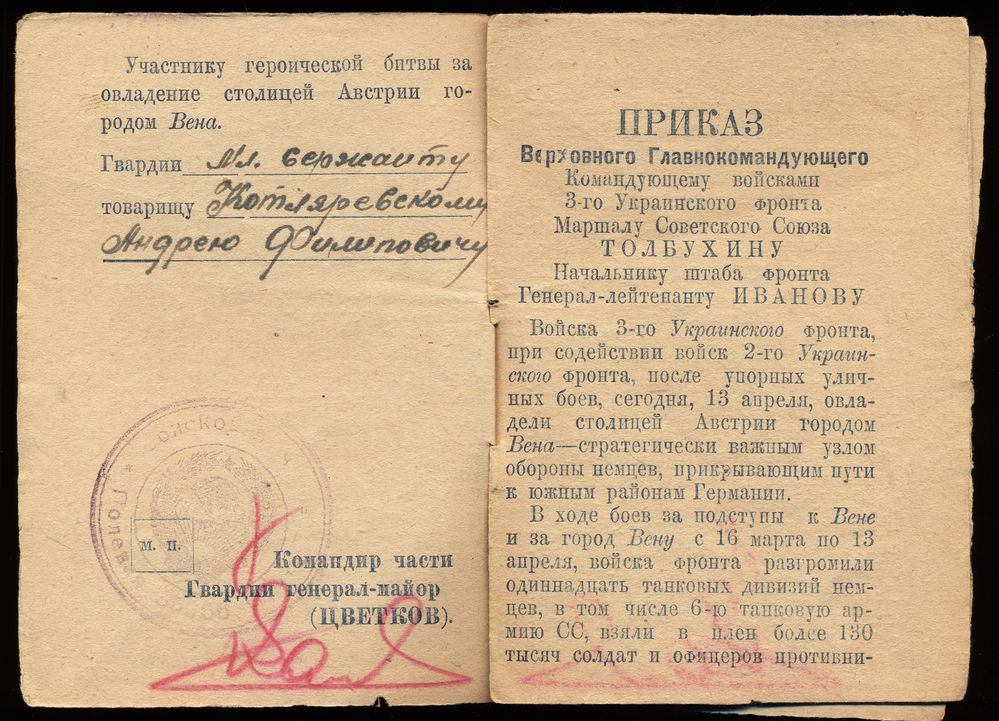 Участнику героической битвы за
овладение столицей Австрии го-
родом Вена.
Гвардии Мл. сержанту
товарищу Котляревскому
Андрею Филиповичу
М. П.
Командир части
Гвардии генерал-майор
(ЦВЕТКОВ).
ПРИКАЗ
Верховного Главнокомандующего
Командующему войсками
3-го Украинского фронта
Маршалу Советского Союза
ТОЛБУХИНУ
Начальнику штаба фронта
Генерал-лейтенанту ИВАНОВУ
Войска 3-го Украинского фронта,
при содействии войск 2-го Украин-
ского фронта, после упорных улич-
ных боев, сегодня, 13 апреля, овла-
дели столицей Австрии городом
Вена—стратегически важным узлом
обороны немцев, прикрывающим пути
к южным районам Германии.
В ходе боев за подступы к Вене
и за город Вену с 16 марта по 13
апреля, войска фронта разгромили
одиннадцать танковых дивизий нем-
цев, в том числе 6-ю танковую ар-
мию СС, взяли в плен более 130
тысяч солдат и офицеров противни-